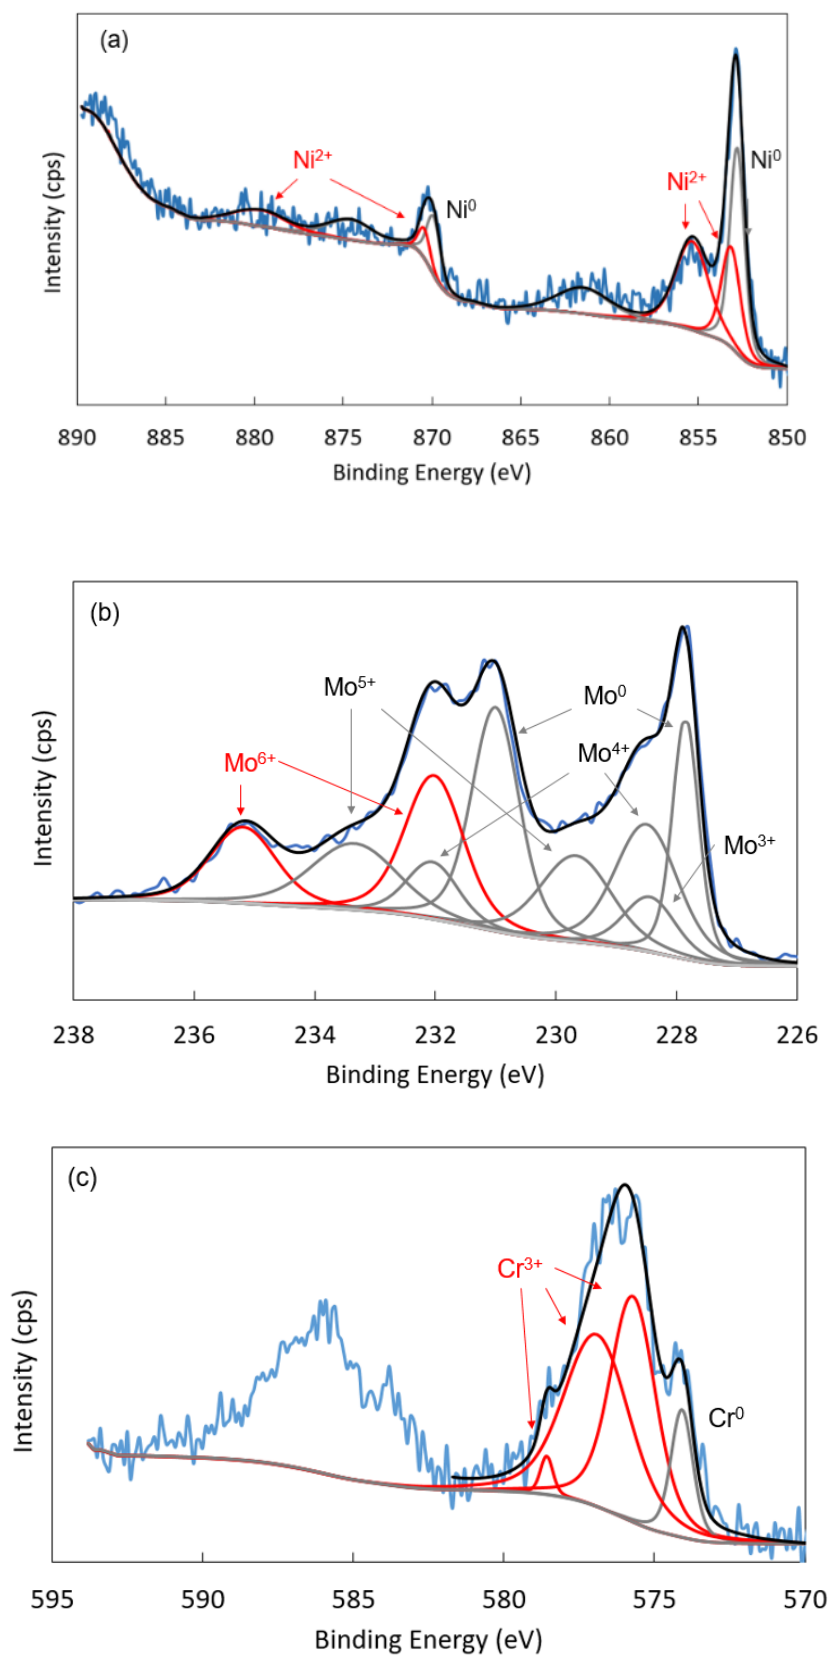 (a)
Ni2+
Ni0
Ni2+
Ni0
Intensity (cps)
890 885 880 875 870 865 860 855 850
Binding Energy (eV)
(b)
Mo5+
Mo0
Mo6+
Mo4+
Mo3+
Intensity (cps)
238 236 234 232 230 228 226
Binding Energy (eV)
(c)
Cr3+
Cr0
Intensity (cps)
595 590 585 580 575 570
Binding Energy (eV)